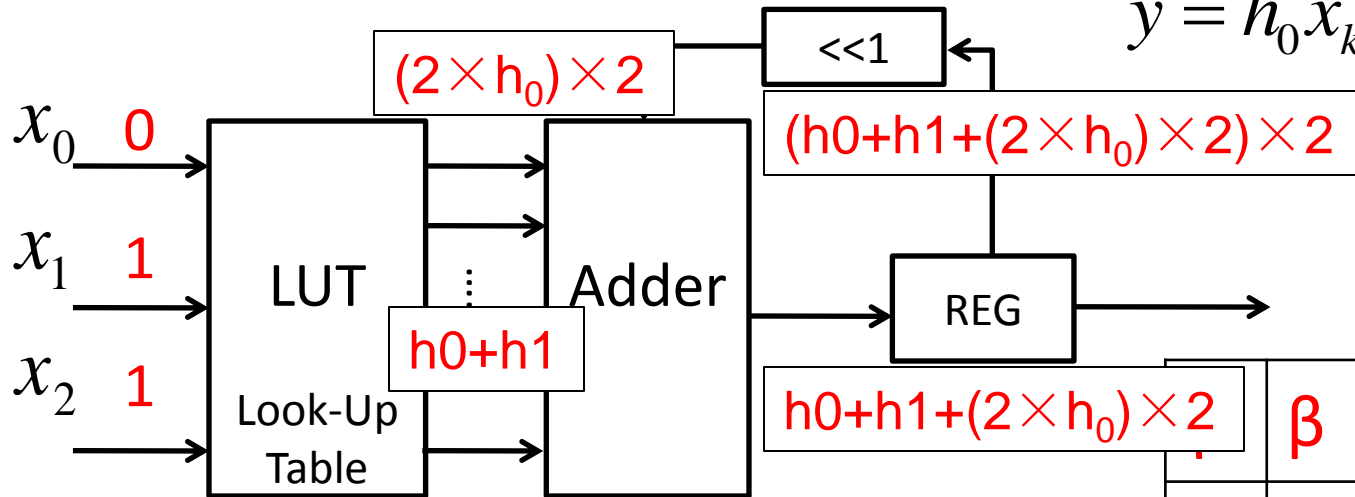 y = h₀xₖ
<<1
(2×h₀)×2
(h0+h1+(2×h₀)×2)×2
x₀ 0
x₁ 1
x₂ 1
LUT
Look-Up
Table
h0+h1
Adder
REG
h0+h1+(2×h₀)×2
β